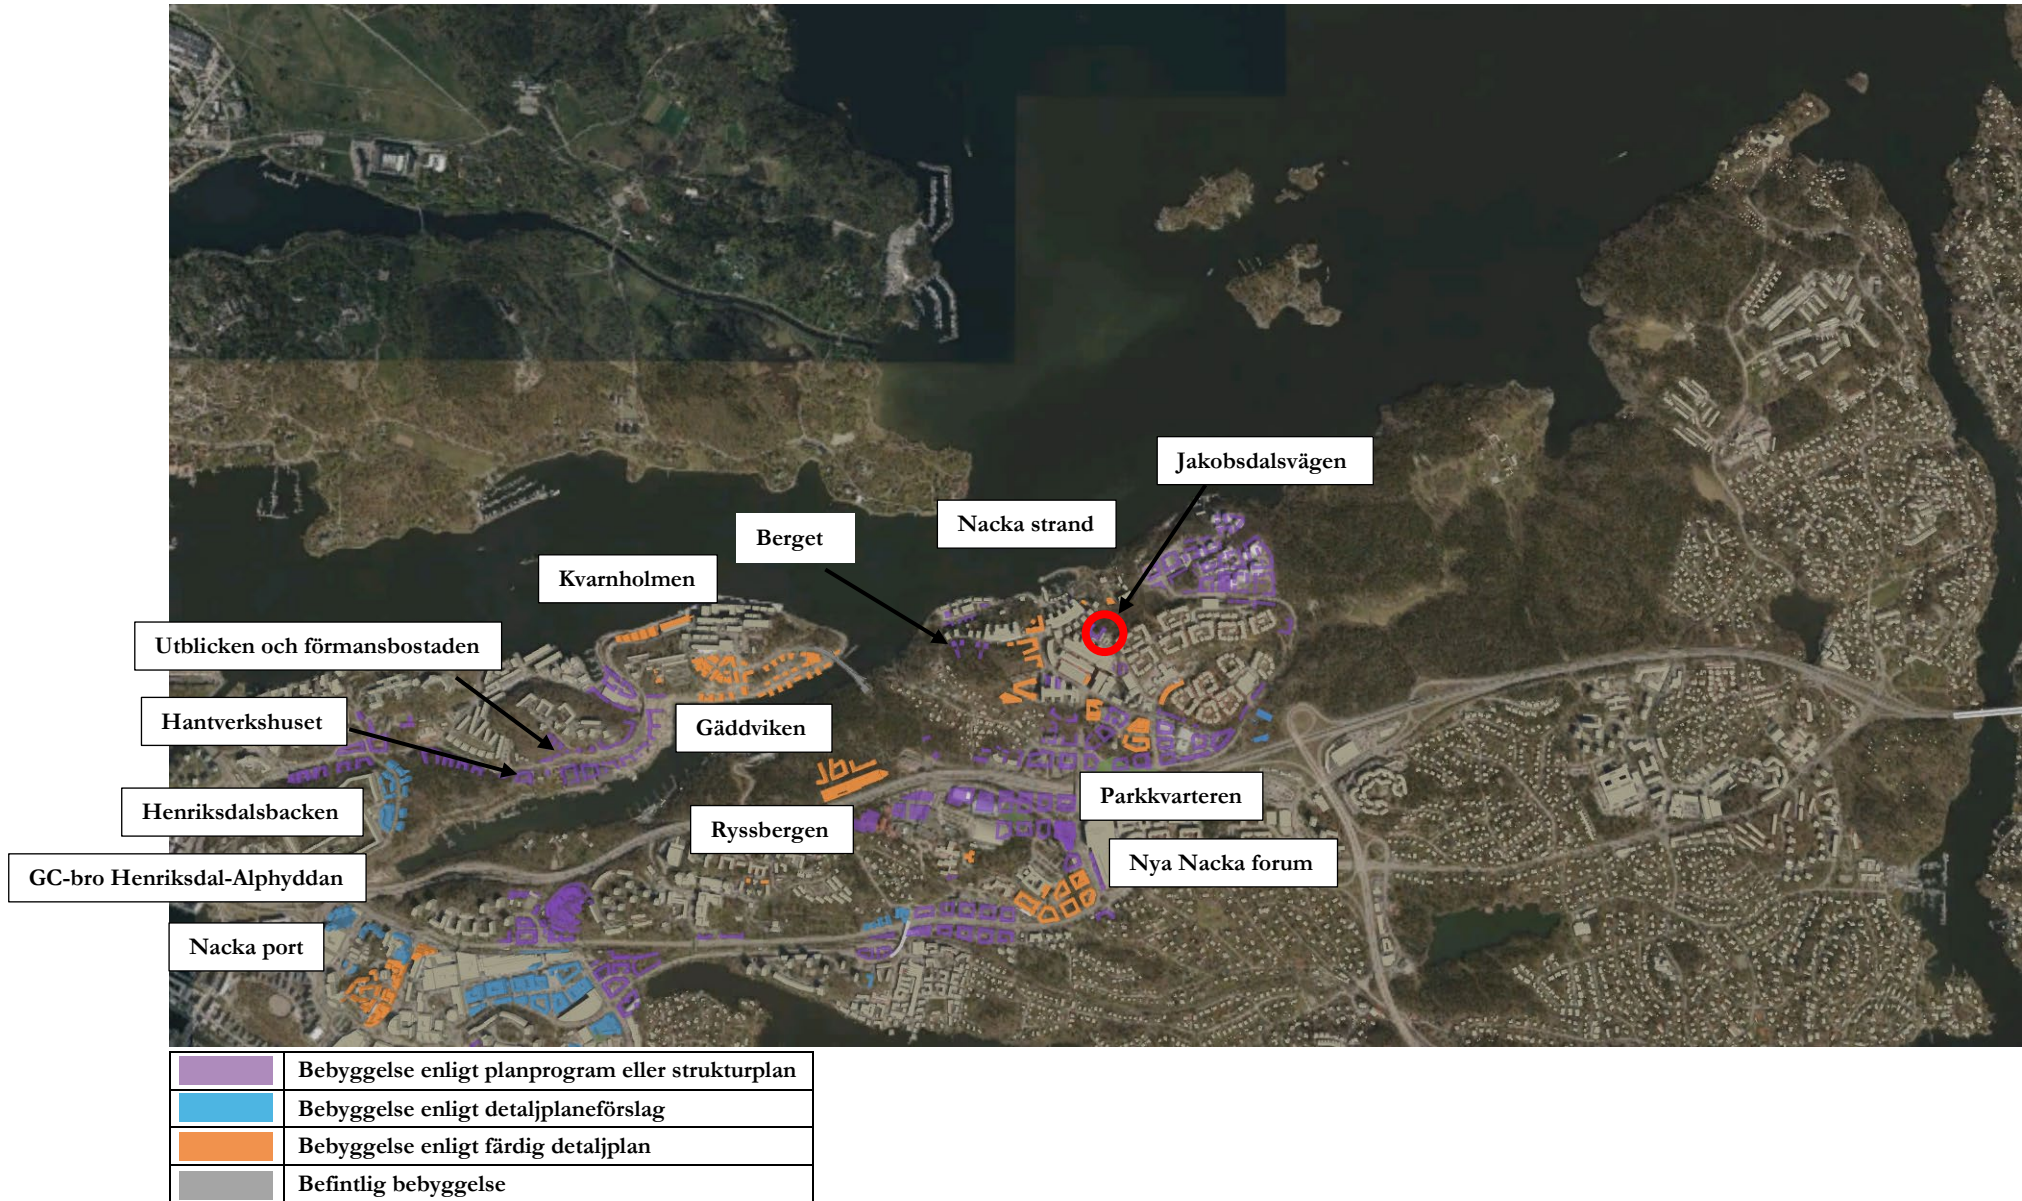 Jakobsdalsvägen
Nacka strand
Berget
Kvarnholmen
Utblicken och förmansbostaden
Hantverkshuset
Gäddviken
Henriksdalsbacken
Parkkvarteren
Ryssbergen
Nya Nacka forum
GC-bro Henriksdal-Alphyddan
Nacka port
Bebyggelse enligt planprogram eller strukturplan
Bebyggelse enligt detaljplaneförslag
Bebyggelse enligt färdig detaljplan
Befintlig bebyggelse